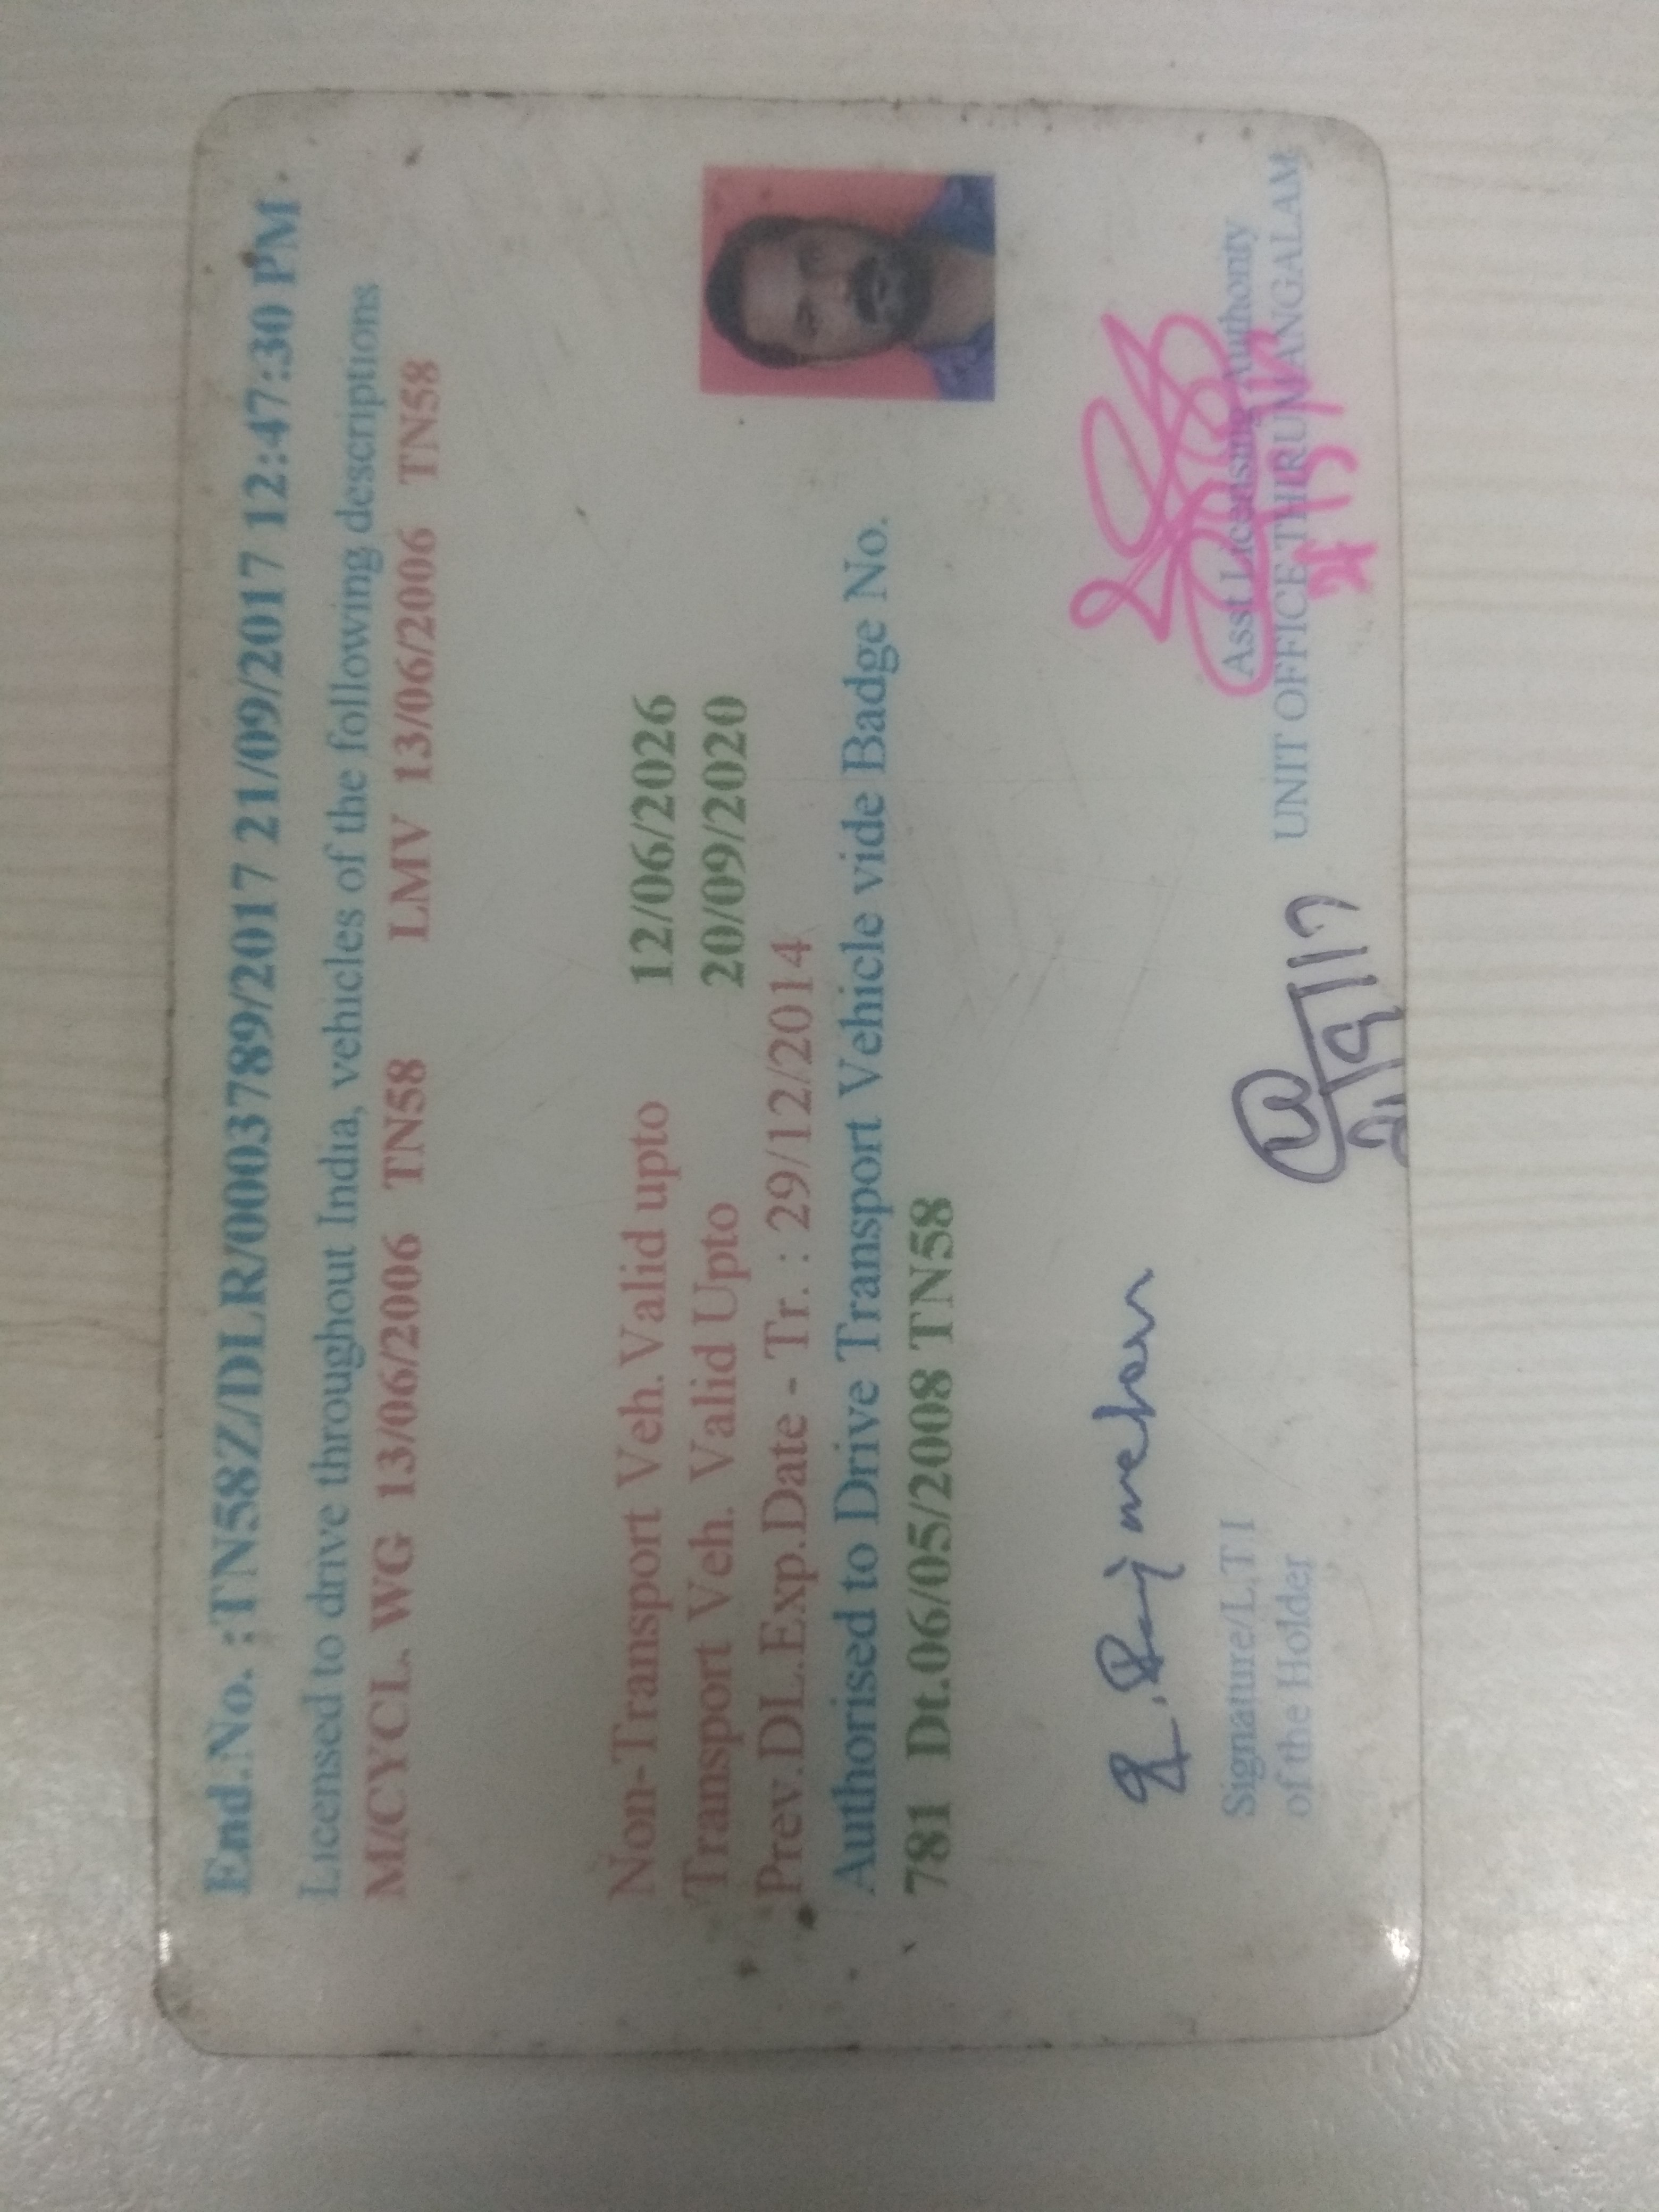 End.No. :TN58Z/DLR/0003789/2017 21/09/2017 12:47:30 PM
Licensed to drive throughout India, vehicles of the following descriptions
M/CYCL. WG 13/06/2006 TN58 LMV 13/06/2006 TN58
Non-Transport Veh. Valid upto 12/06/2026
Transport Veh. Valid Upto 20/09/2020
Prev.DL.Exp.Date - Tr. : 29/12/2014
Authorised to Drive Transport Vehicle vide Badge No.
781 Dt.06/05/2008 TN58
Signature/L.T I
of the Holder
21/9/17
Asst Licensing Authority
UNIT OFFICE THIRUMANGALAM